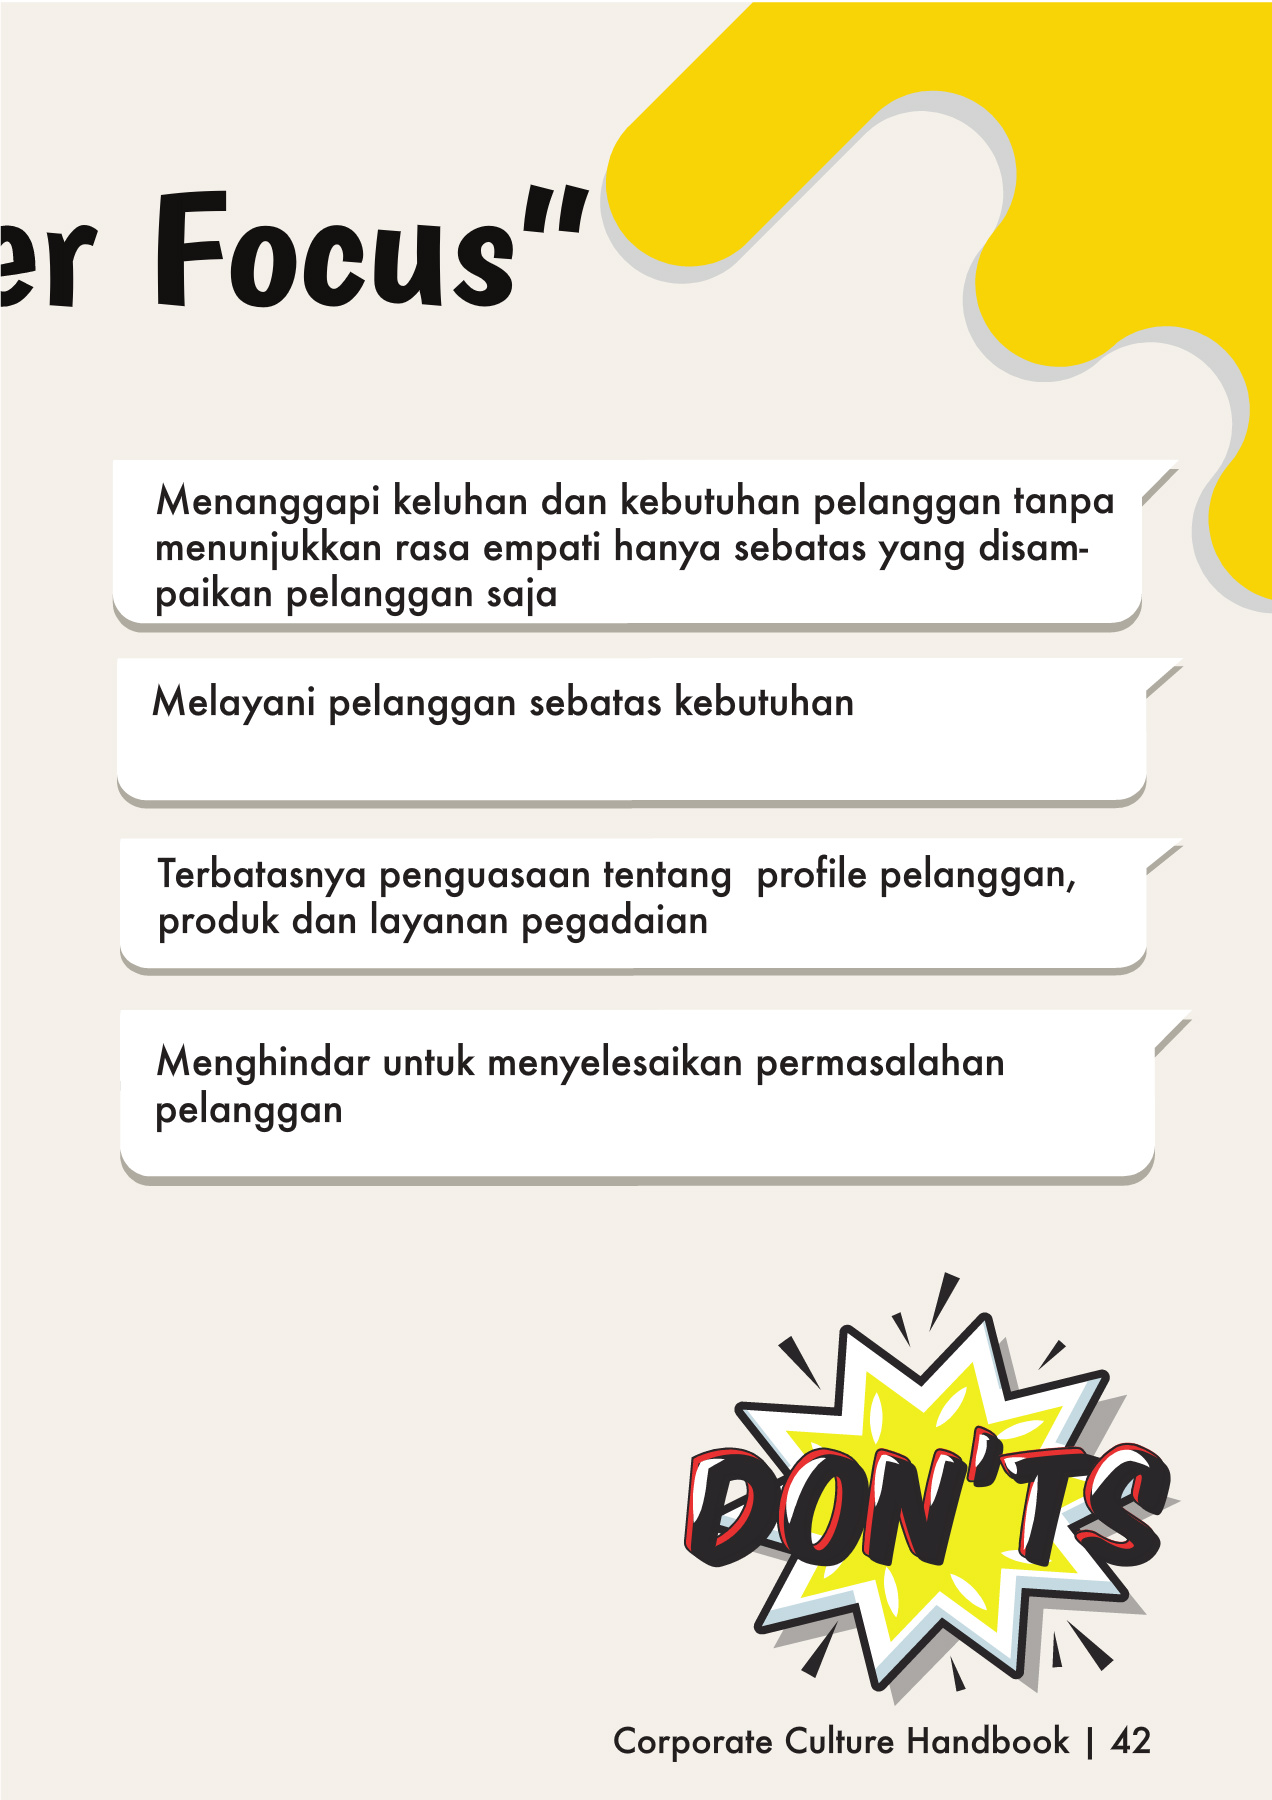 er Focus"
Menanggapi keluhan dan kebutuhan pelanggan tanpa
menunjukkan rasa empati hanya sebatas yang disam-
paikan pelanggan saja
Melayani pelanggan sebatas kebutuhan
Terbatasnya penguasaan tentang  profile pelanggan,
produk dan layanan pegadaian
Menghindar untuk menyelesaikan permasalahan
pelanggan
DON'TS
Corporate Culture Handbook | 42